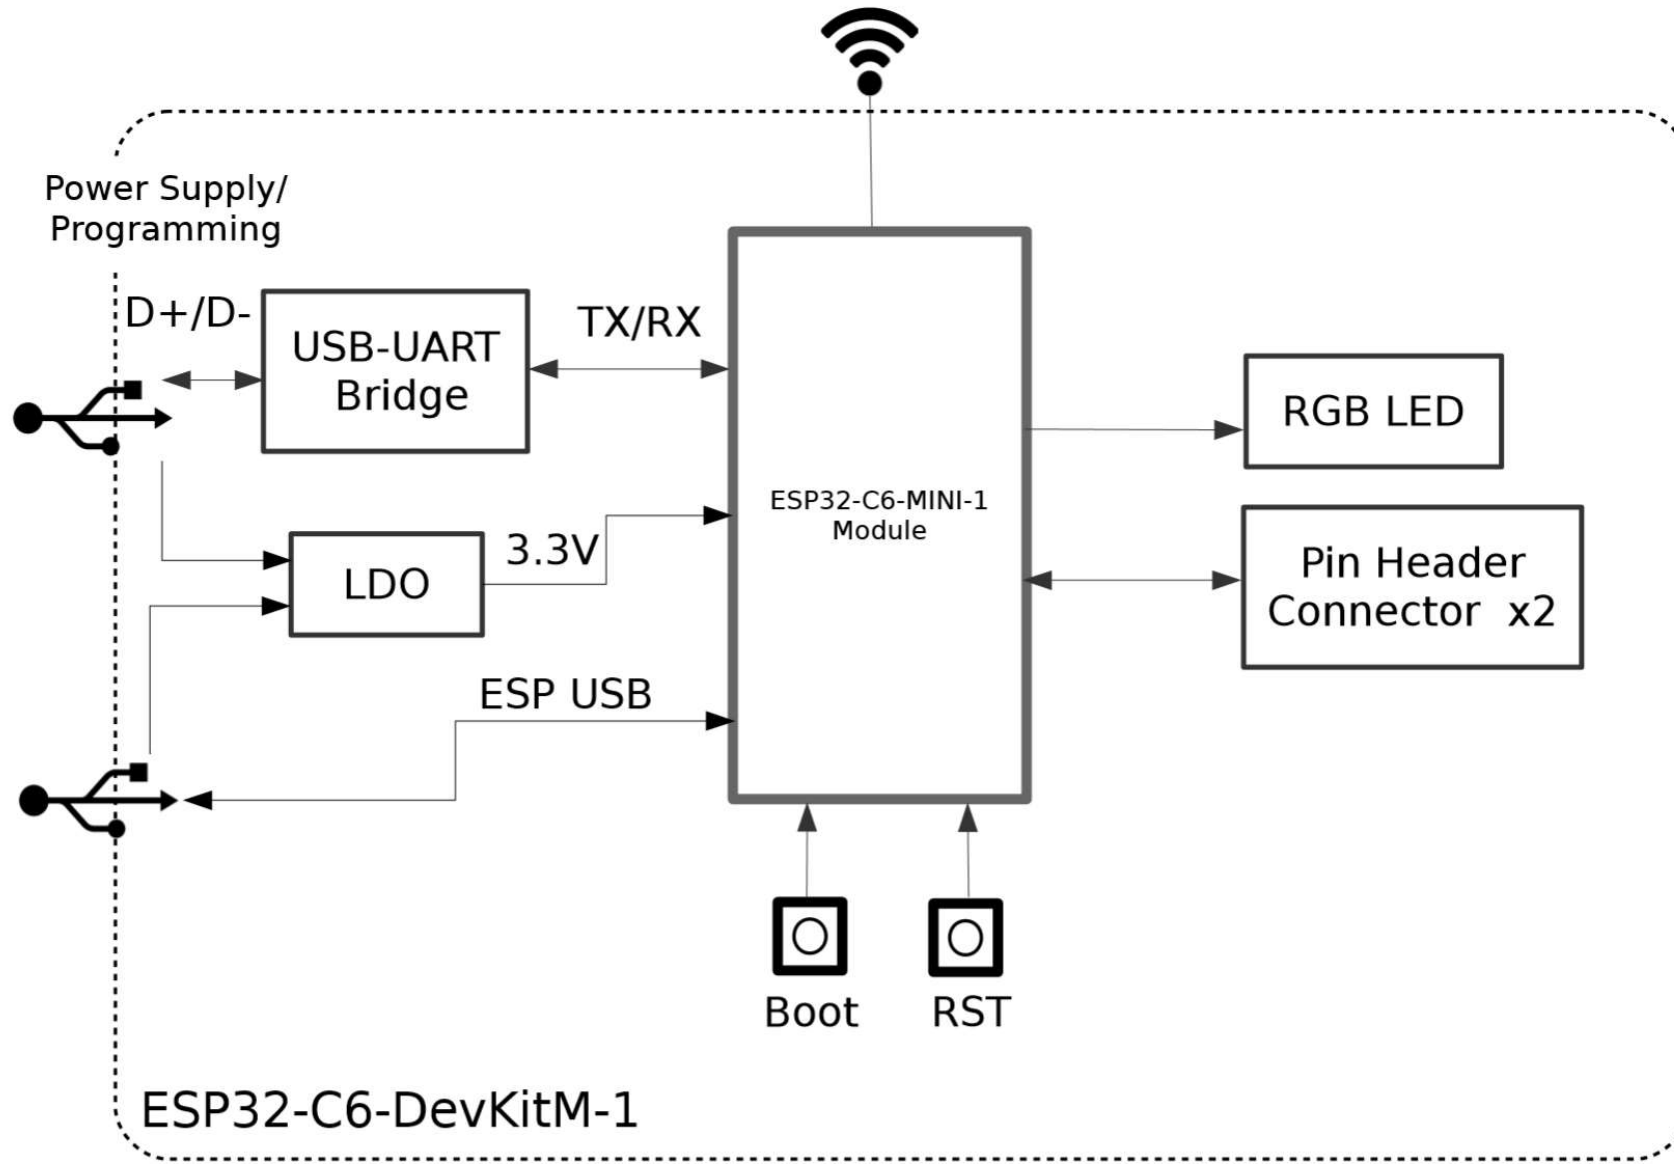 Power Supply/
Programming
D+/D-
USB-UART
Bridge
TX/RX
RGB LED
ESP32-C6-MINI-1
Module
Pin Header
Connector x2
LDO
3.3V
ESP USB
Boot
RST
ESP32-C6-DevKitM-1